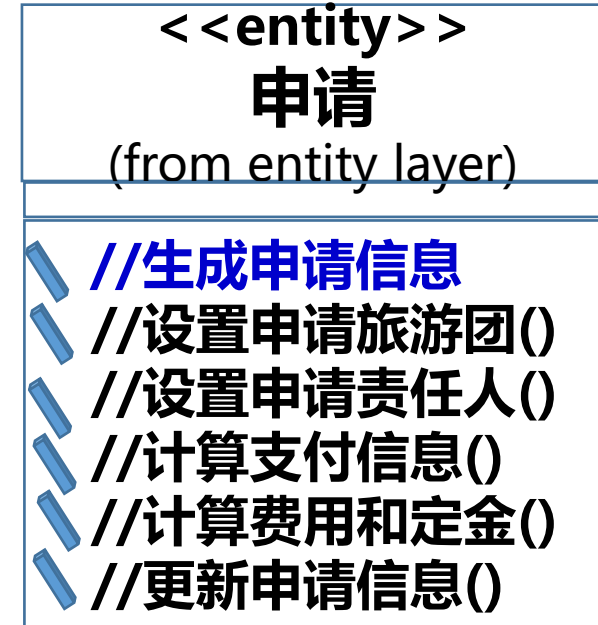 <<entity>>
申请
(from entity layer)
//生成申请信息
//设置申请旅游团()
//设置申请责任人()
//计算支付信息()
//计算费用和定金()
//更新申请信息()